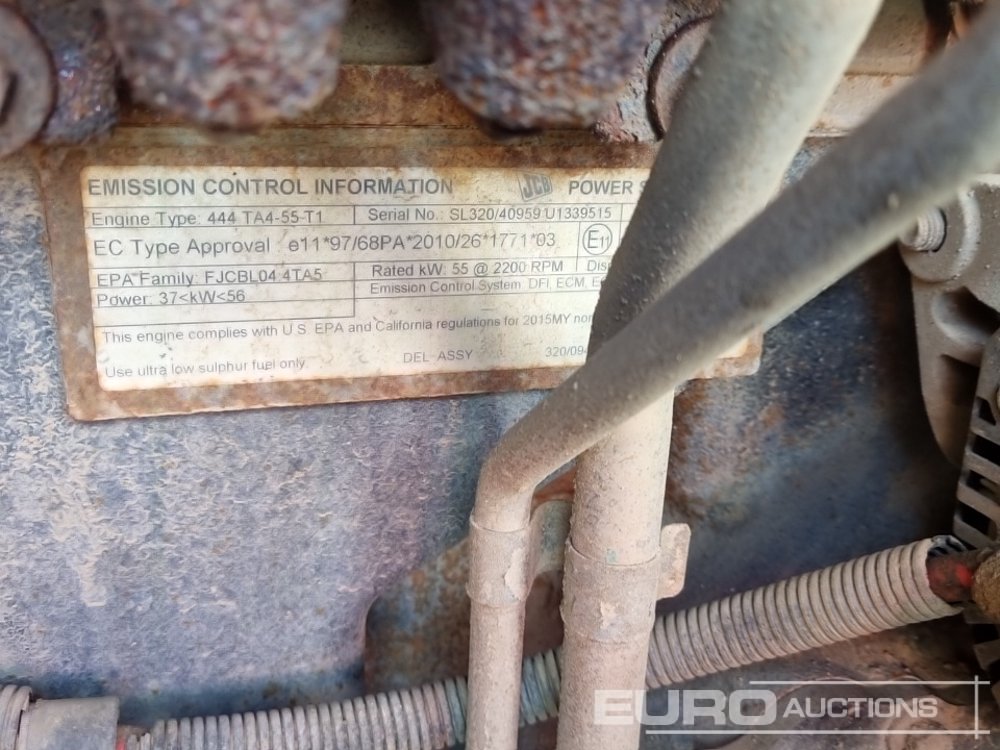 EMISSION CONTROL INFORMATION JCB POWER S
Engine Type: 444 TA4-55-T1 Serial No.: SL320/40959 U1339515
EC Type Approval : e11*97/68PA*2010/26*1771*03 E11
EPA Family: FJCBL04.4TA5 Rated kW: 55 @ 2200 RPM Dis
Power: 37<kW<56 Emission Control System: DFI, ECM, E
This engine complies with U S EPA and California regulations for 2015MY non
Use ultra low sulphur fuel only. DEL ASSY 320/09
EURO AUCTIONS